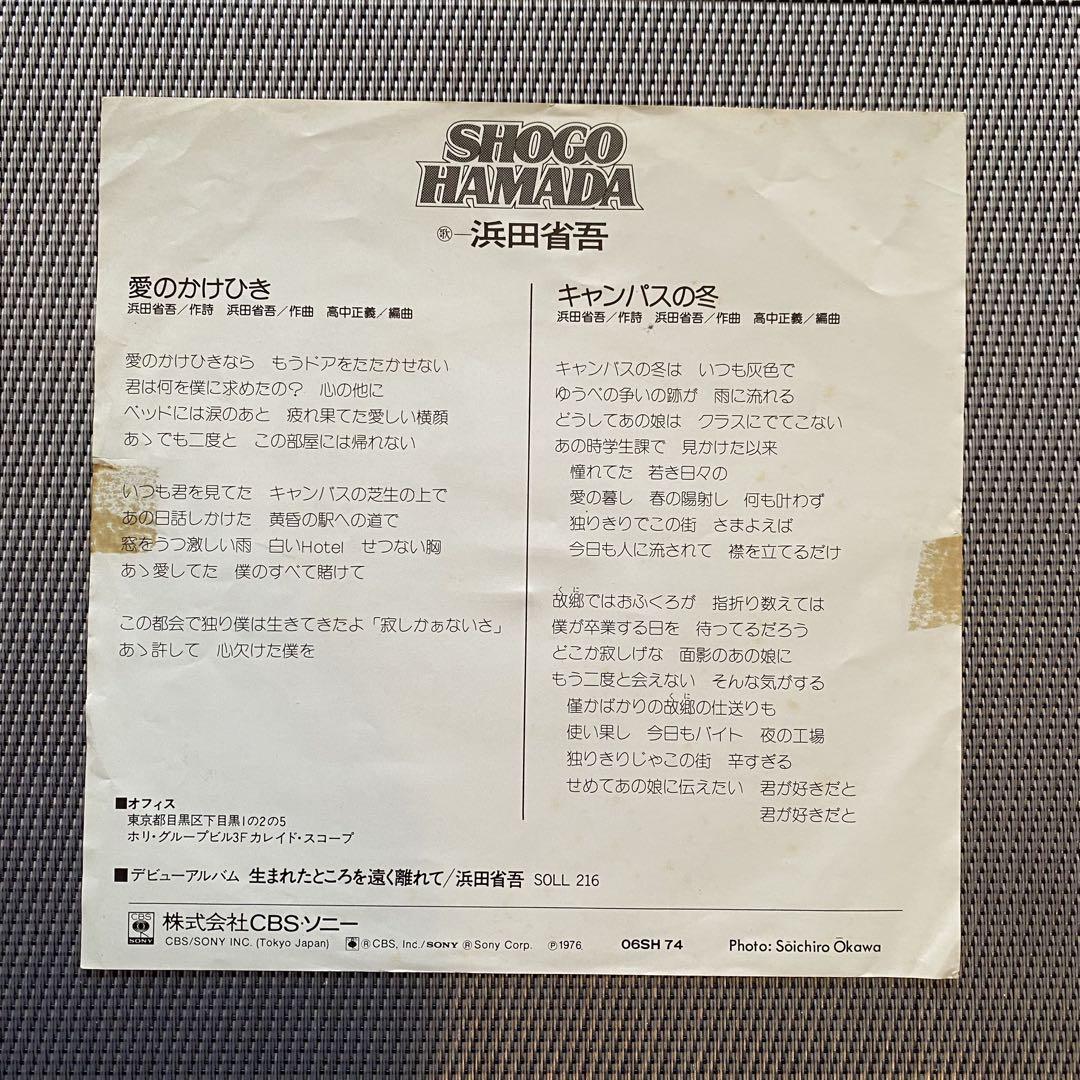 SHOGO
HAMADA
歌—浜田省吾
愛のかけひき
浜田省吾/作詩 浜田省吾/作曲 高中正義/編曲
愛のかけひきなら もうドアをたたかせない
君は何を僕に求めたの? 心の他に
ベッドには涙のあと 疲れ果てた愛しい横顔
あゝでも二度と この部屋には帰れない
いつも君を見てた キャンパスの芝生の上で
あの日話しかけた 黄昏の駅への道で
窓をうつ激しい雨 白いHotel せつない胸
あゝ愛してた 僕のすべて賭けて
この都会で独り僕は生きてきたよ「寂しかぁないさ」
あゝ許して 心欠けた僕を
キャンパスの冬
浜田省吾/作詩 浜田省吾/作曲 高中正義/編曲
キャンパスの冬は いつも灰色で
ゆうべの争いの跡が 雨に流れる
どうしてあの娘は クラスにでてこない
あの時学生課で 見かけた以来
憧れてた 若き日々の
愛の暮し 春の陽射し 何も叶わず
独りきりでこの街 さまよえば
今日も人に流されて 襟を立てるだけ
故郷ではおふくろが 指折り数えては
くに
僕が卒業する日を 待ってるだろう
どこか寂しげな 面影のあの娘に
もう二度と会えない そんな気がする
僅かばかりの故郷の仕送りも
くに
使い果し 今日もバイト 夜の工場
独りきりじゃこの街 辛すぎる
せめてあの娘に伝えたい 君が好きだと
君が好きだと
■オフィス
東京都目黒区下目黒1の2の5
ホリ・グループビル3F カレイド・スコープ
■デビューアルバム 生まれたところを遠く離れて/浜田省吾 SOLL 216
CBS
SONY
株式会社CBS・ソニー
CBS/SONY INC. (Tokyo Japan) ® CBS, Inc./SONY ® Sony Corp. ℗1976. 06SH 74 Photo: Sōichiro Ōkawa